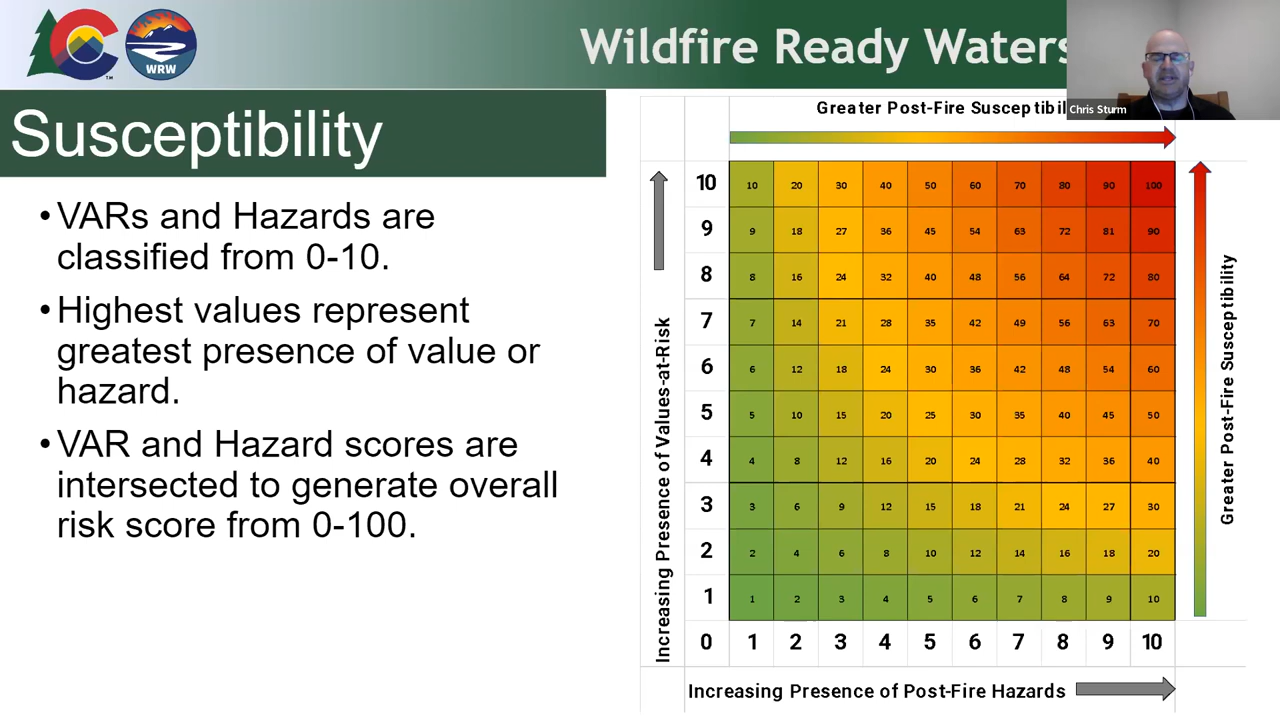 WRW
Wildfire Ready Waters
Chris Sturm
Susceptibility
•VARs and Hazards are
classified from 0-10.
•Highest values represent
greatest presence of value or
hazard.
•VAR and Hazard scores are
intersected to generate overall
risk score from 0-100.
Greater Post-Fire Susceptibil
Increasing Presence of Values-at-Risk
10 10 20 30 40 50 60 70 80 90 100
9 9 18 27 36 45 54 63 72 81 90
8 8 16 24 32 40 48 56 64 72 80
7 7 14 21 28 35 42 49 56 63 70
6 6 12 18 24 30 36 42 48 54 60
5 5 10 15 20 25 30 35 40 45 50
4 4 8 12 16 20 24 28 32 36 40
3 3 6 9 12 15 18 21 24 27 30
2 2 4 6 8 10 12 14 16 18 20
1 1 2 3 4 5 6 7 8 9 10
0 1 2 3 4 5 6 7 8 9 10
Increasing Presence of Post-Fire Hazards
Greater Post-Fire Susceptibility